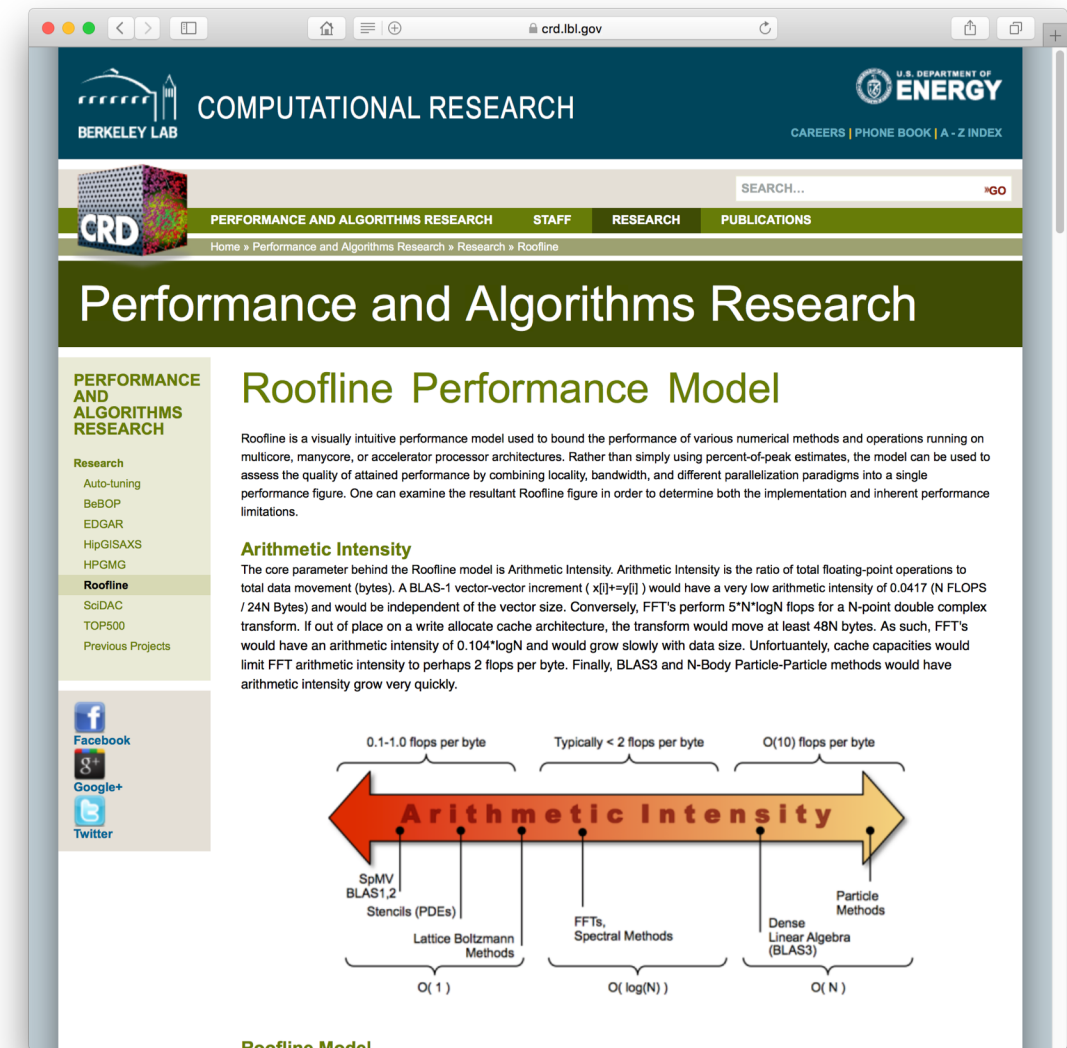 crd.lbl.gov
BERKELEY LAB
COMPUTATIONAL RESEARCH
U.S. DEPARTMENT OF
ENERGY
CAREERS | PHONE BOOK | A - Z INDEX
SEARCH...
»GO
CRD
PERFORMANCE AND ALGORITHMS RESEARCH STAFF RESEARCH PUBLICATIONS
Home » Performance and Algorithms Research » Research » Roofline
Performance and Algorithms Research
PERFORMANCE
AND
ALGORITHMS
RESEARCH
Research
Auto-tuning
BeBOP
EDGAR
HipGISAXS
HPGMG
Roofline
SciDAC
TOP500
Previous Projects
Facebook
Google+
Twitter
Roofline Performance Model
Roofline is a visually intuitive performance model used to bound the performance of various numerical methods and operations running on
multicore, manycore, or accelerator processor architectures. Rather than simply using percent-of-peak estimates, the model can be used to
assess the quality of attained performance by combining locality, bandwidth, and different parallelization paradigms into a single
performance figure. One can examine the resultant Roofline figure in order to determine both the implementation and inherent performance
limitations.
Arithmetic Intensity
The core parameter behind the Roofline model is Arithmetic Intensity. Arithmetic Intensity is the ratio of total floating-point operations to
total data movement (bytes). A BLAS-1 vector-vector increment ( x[i]+=y[i] ) would have a very low arithmetic intensity of 0.0417 (N FLOPS
/ 24N Bytes) and would be independent of the vector size. Conversely, FFT's perform 5*N*logN flops for a N-point double complex
transform. If out of place on a write allocate cache architecture, the transform would move at least 48N bytes. As such, FFT's
would have an arithmetic intensity of 0.104*logN and would grow slowly with data size. Unfortuantely, cache capacities would
limit FFT arithmetic intensity to perhaps 2 flops per byte. Finally, BLAS3 and N-Body Particle-Particle methods would have
arithmetic intensity grow very quickly.
0.1-1.0 flops per byte
Typically < 2 flops per byte
O(10) flops per byte
Arithmetic Intensity
SpMV
BLAS1,2
Stencils (PDEs)
Lattice Boltzmann
Methods
FFTs,
Spectral Methods
Dense
Linear Algebra
(BLAS3)
Particle
Methods
O( 1 )
O( log(N) )
O( N )
Roofline Model